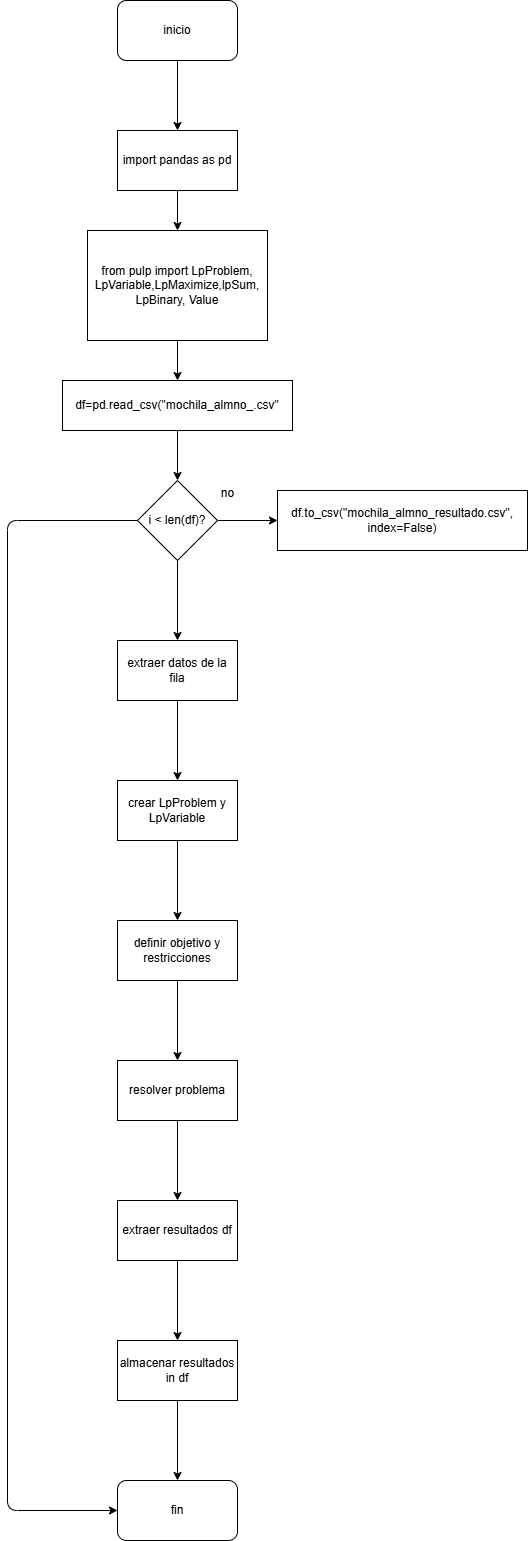 inicio
import pandas as pd
from pulp import LpProblem,
LpVariable,LpMaximize,lpSum,
LpBinary, Value
df=pd.read_csv("mochila_almno_.csv"
no
i < len(df)?
df.to_csv("mochila_almno_resultado.csv",
index=False)
extraer datos de la
fila
crear LpProblem y
LpVariable
definir objetivo y
restricciones
resolver problema
extraer resultados df
almacenar resultados
in df
fin